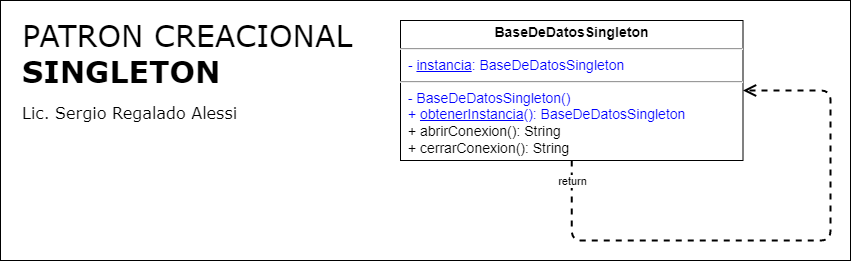 PATRON CREACIONAL
SINGLETON
Lic. Sergio Regalado Alessi
BaseDeDatosSingleton
- instancia: BaseDeDatosSingleton
- BaseDeDatosSingleton()
+ obtenerInstancia(): BaseDeDatosSingleton
+ abrirConexion(): String
+ cerrarConexion(): String
return